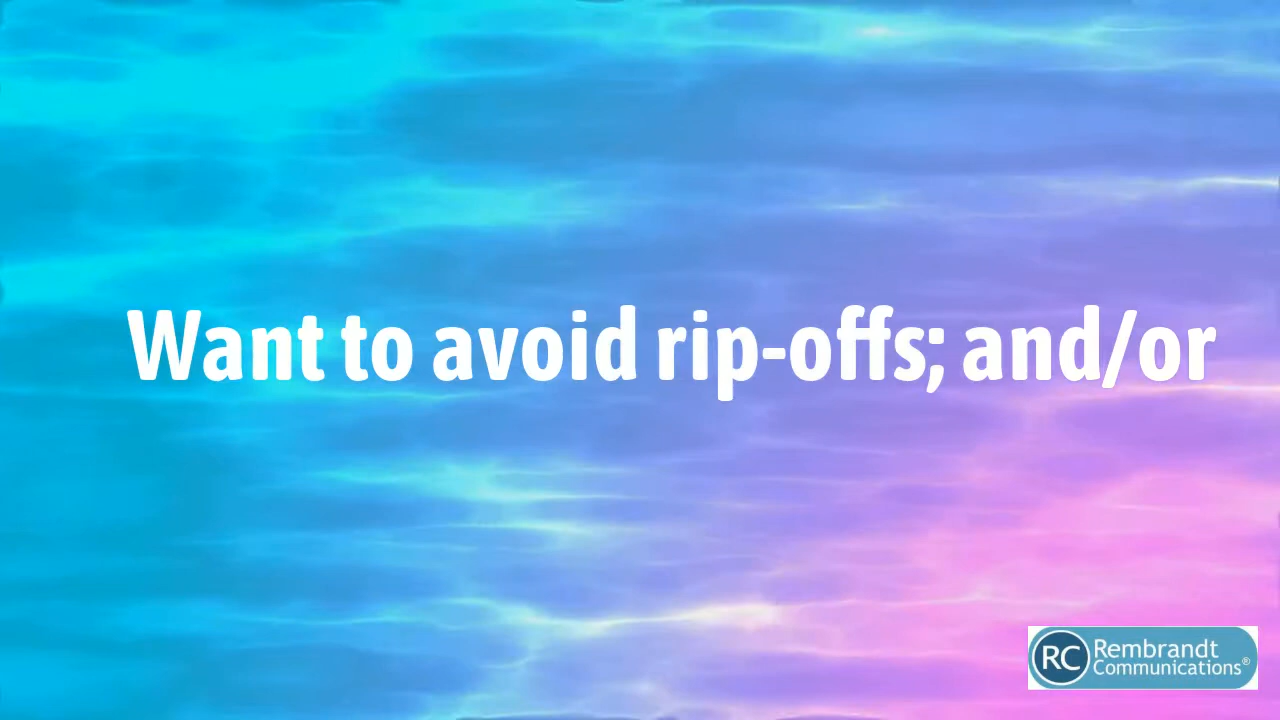 Want to avoid rip-offs; and/or
RC Rembrandt
Communications®